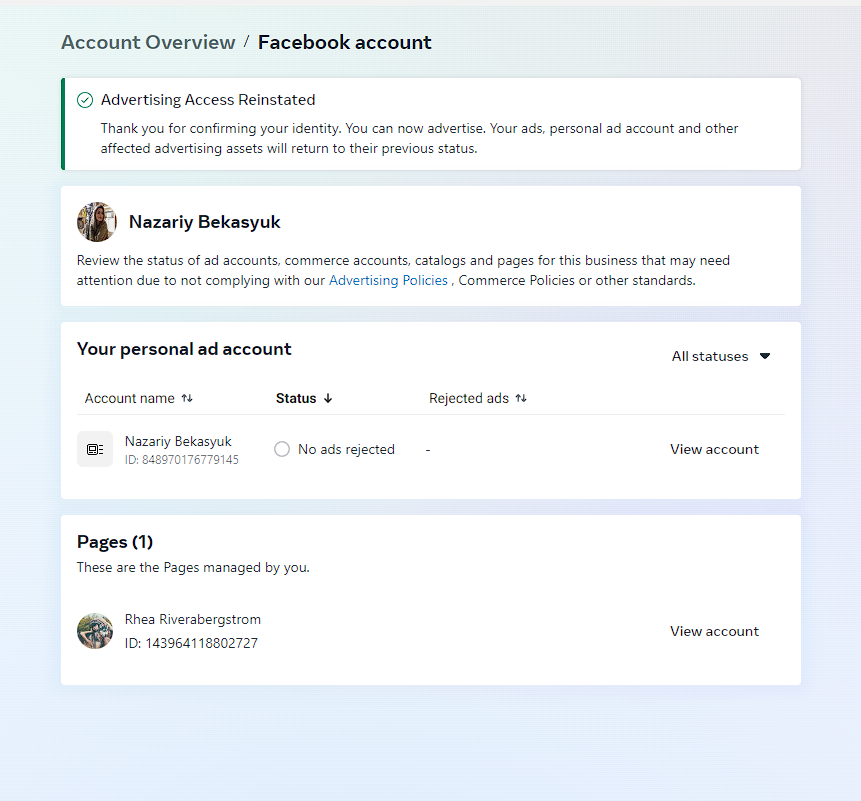 Account Overview / Facebook account
Advertising Access Reinstated
Thank you for confirming your identity. You can now advertise. Your ads, personal ad account and other
affected advertising assets will return to their previous status.
Nazariy Bekasyuk
Review the status of ad accounts, commerce accounts, catalogs and pages for this business that may need
attention due to not complying with our Advertising Policies , Commerce Policies or other standards.
Your personal ad account
All statuses
Account name Status Rejected ads
Nazariy Bekasyuk
ID: 848970176779145
No ads rejected - View account
Pages (1)
These are the Pages managed by you.
Rhea Riverabergstrom
ID: 143964118802727
View account